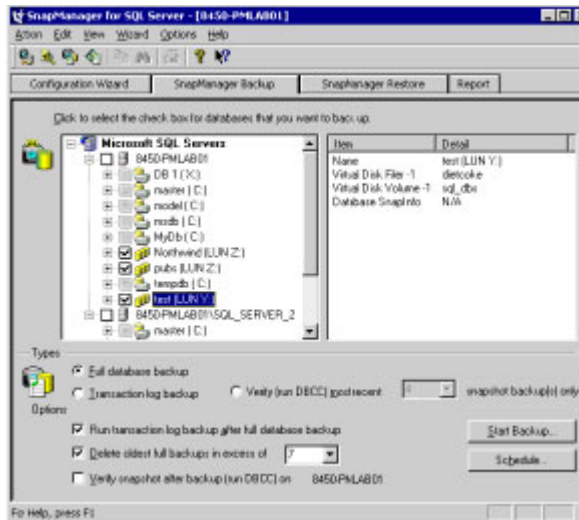 SnapManager for SQL Server - [8450-PMLAB01]
Action Edit View Wizard Options Help
Configuration Wizard SnapManager Backup SnapManager Restore Report
Click to select the check box for databases that you want to back up.
Microsoft SQL Servers
8450-PMLAB01
DB 1 (X:)
master (C:)
model (C:)
msdb (C:)
MyDb (C:)
Northwind (LUN Z:)
pubs (LUN Z:)
tempdb (C:)
test (LUN Y:)
8450-PMLAB01\SQL_SERVER_2
master (C:)
Item Detail
Name test (LUN Y:)
Virtual Disk Filer -1 dietcoke
Virtual Disk Volume -1 sql_dbs
Database SnapInfo N/A
Types
Full database backup
Transaction log backup
Verify (run DBCC) most recent snapshot backup(s) only
Options
Run transaction log backup after full database backup
Delete oldest full backups in excess of 7
Verify snapshot after backup (run DBCC) on 8450-PMLAB01
Start Backup...
Schedule...
For Help, press F1